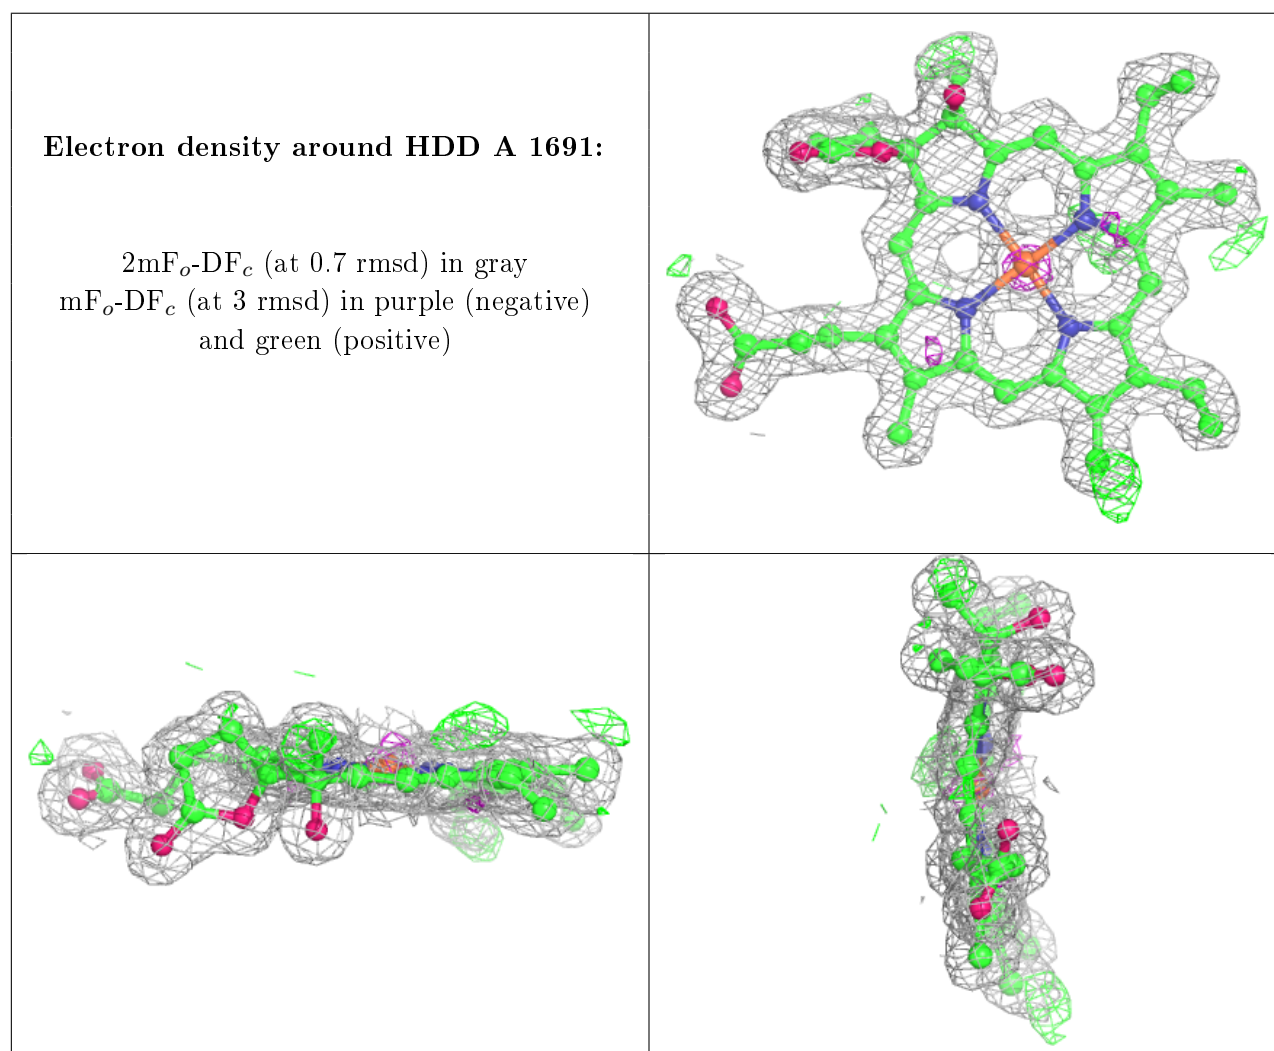 Electron density around HDD A 1691:
2mFo-DFc (at 0.7 rmsd) in gray
mFo-DFc (at 3 rmsd) in purple (negative)
and green (positive)